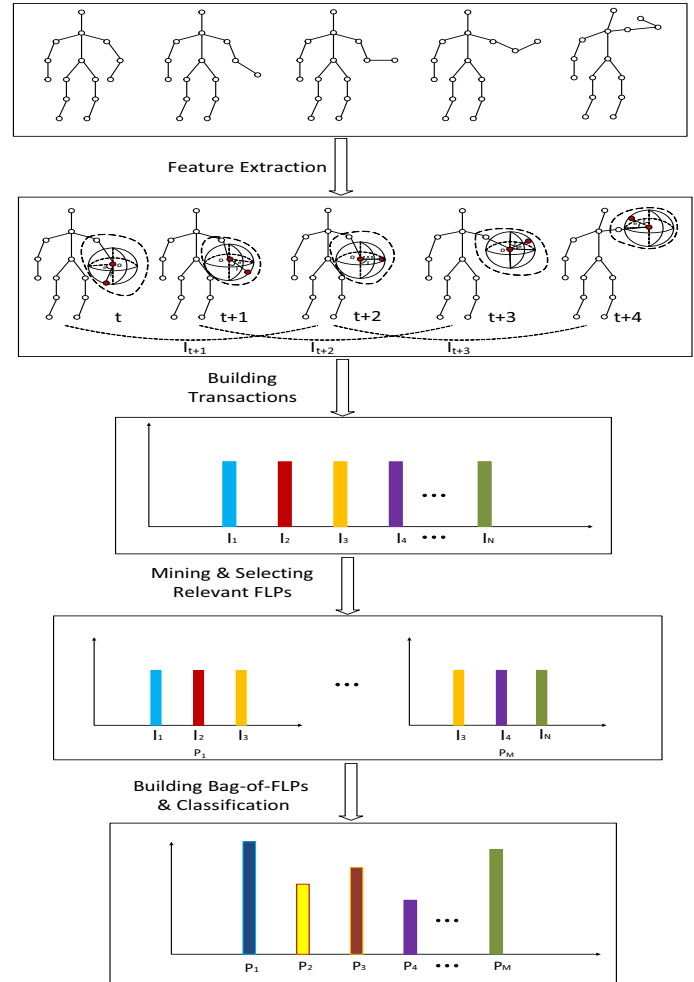 Feature Extraction
t t+1 t+2 t+3 t+4
It+1 It+2 It+3
Building
Transactions
I1 I2 I3 I4 ••• IN
•••
Mining & Selecting
Relevant FLPs
•••
I1 I2 I3 I3 I4 IN
P1 PM
Building Bag-of-FLPs
& Classification
•••
P1 P2 P3 P4 ••• PM